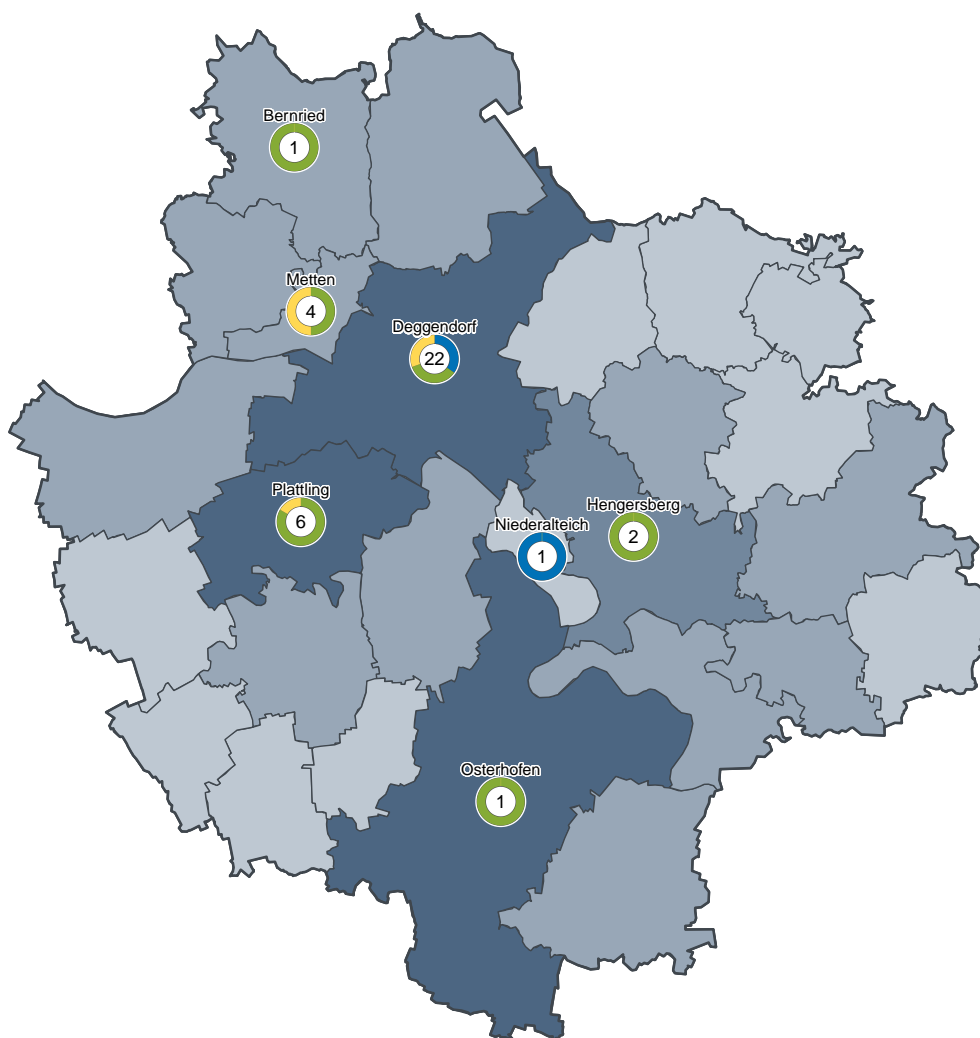 Bernried
1
Metten
4
Deggendorf
22
Plattling
6
Hengersberg
2
Niederalteich
1
Osterhofen
1